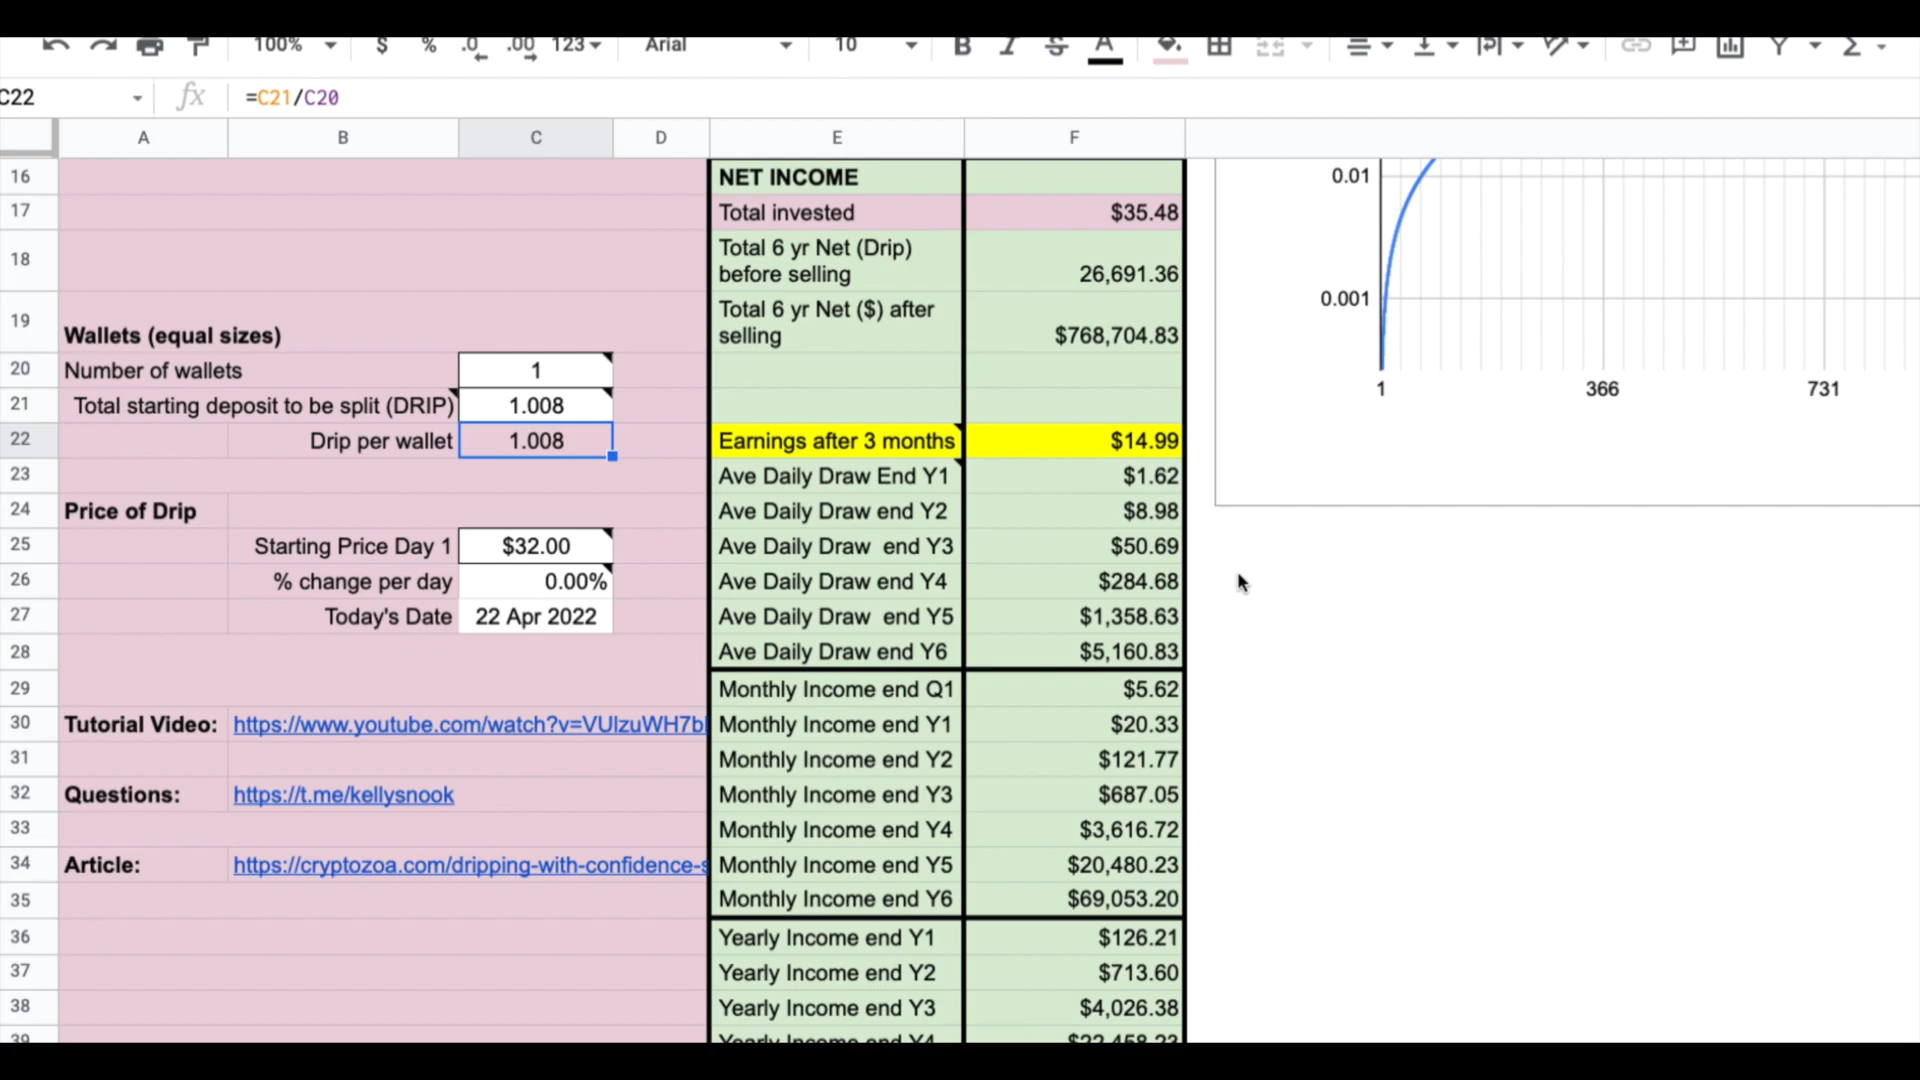 100% $ % .0 .00 123 Arial 10 B I S A
C22 fx =C21/C20
A B C D E F
16 NET INCOME
17 Total invested $35.48
18 Total 6 yr Net (Drip) before selling 26,691.36
19 Wallets (equal sizes) Total 6 yr Net ($) after selling $768,704.83
20 Number of wallets 1
21 Total starting deposit to be split (DRIP) 1.008
22 Drip per wallet 1.008 Earnings after 3 months $14.99
23 Ave Daily Draw End Y1 $1.62
24 Price of Drip Ave Daily Draw end Y2 $8.98
25 Starting Price Day 1 $32.00 Ave Daily Draw end Y3 $50.69
26 % change per day 0.00% Ave Daily Draw end Y4 $284.68
27 Today's Date 22 Apr 2022 Ave Daily Draw end Y5 $1,358.63
28 Ave Daily Draw end Y6 $5,160.83
29 Monthly Income end Q1 $5.62
30 Tutorial Video: https://www.youtube.com/watch?v=VUlzuWH7b Monthly Income end Y1 $20.33
31 Monthly Income end Y2 $121.77
32 Questions: https://t.me/kellysnook Monthly Income end Y3 $687.05
33 Monthly Income end Y4 $3,616.72
34 Article: https://cryptozoa.com/dripping-with-confidence-s Monthly Income end Y5 $20,480.23
35 Monthly Income end Y6 $69,053.20
36 Yearly Income end Y1 $126.21
37 Yearly Income end Y2 $713.60
38 Yearly Income end Y3 $4,026.38
39 Yearly Income end Y4 $22,458.23
0.01
0.001
1 366 731